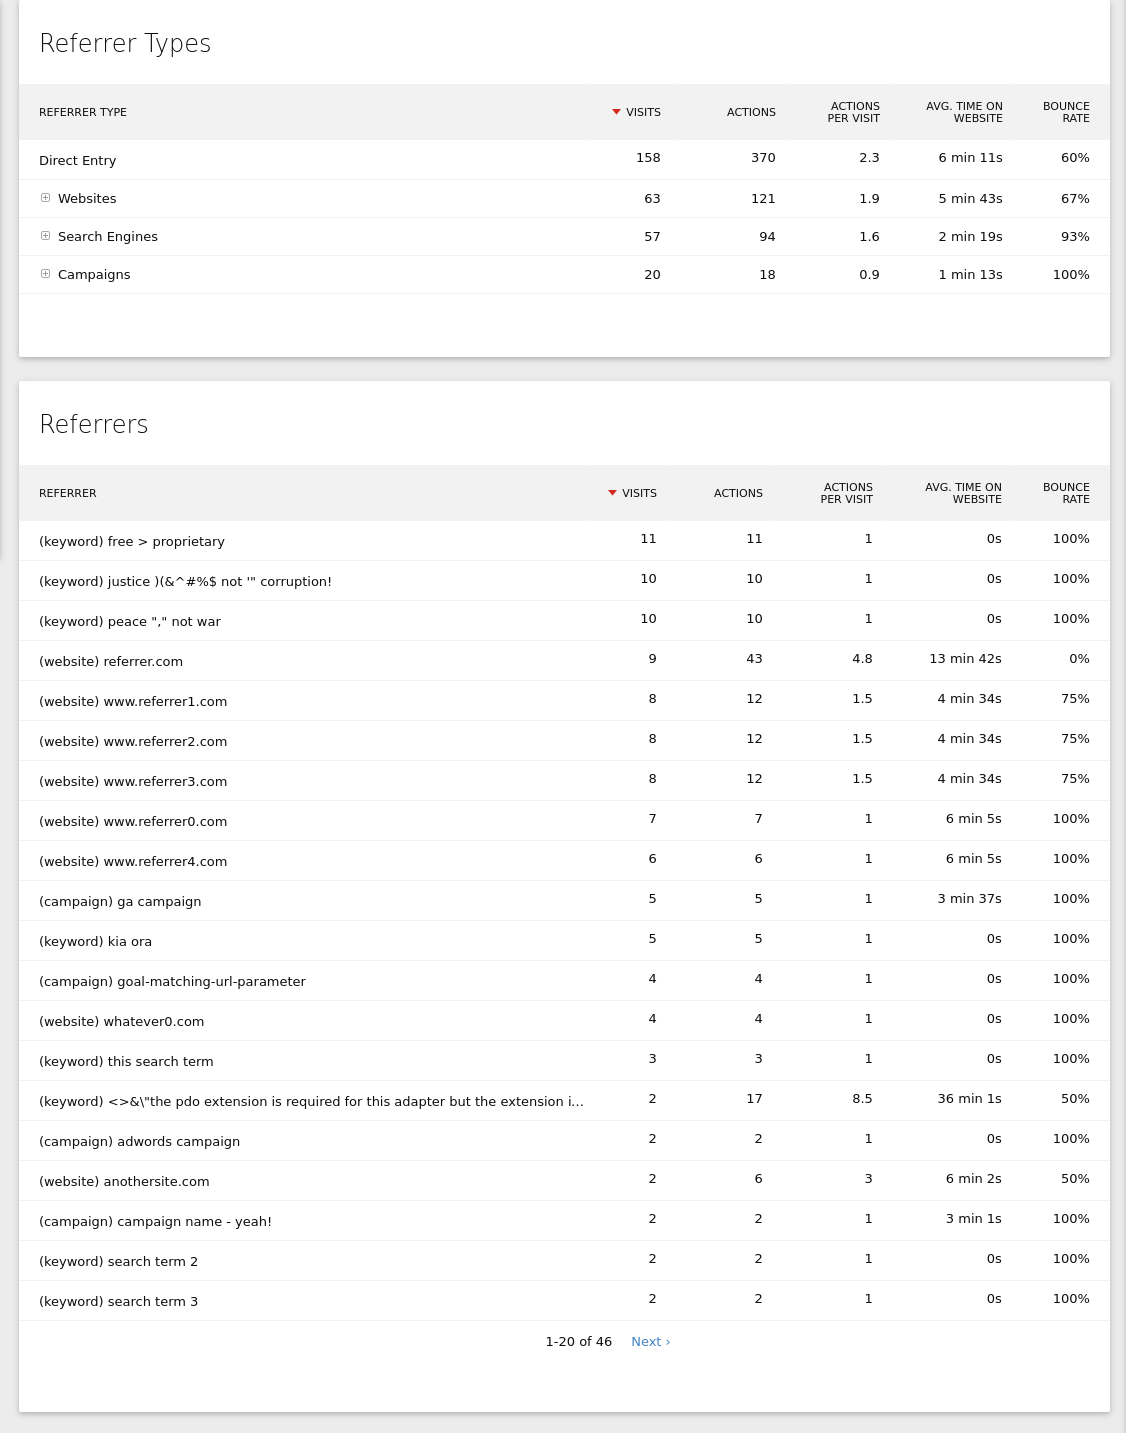 Referrer Types
REFERRER TYPE VISITS ACTIONS ACTIONS PER VISIT AVG. TIME ON WEBSITE BOUNCE RATE
Direct Entry 158 370 2.3 6 min 11s 60%
Websites 63 121 1.9 5 min 43s 67%
Search Engines 57 94 1.6 2 min 19s 93%
Campaigns 20 18 0.9 1 min 13s 100%
Referrers
REFERRER VISITS ACTIONS ACTIONS PER VISIT AVG. TIME ON WEBSITE BOUNCE RATE
(keyword) free > proprietary 11 11 1 0s 100%
(keyword) justice )(&^#%$ not '" corruption! 10 10 1 0s 100%
(keyword) peace "," not war 10 10 1 0s 100%
(website) referrer.com 9 43 4.8 13 min 42s 0%
(website) www.referrer1.com 8 12 1.5 4 min 34s 75%
(website) www.referrer2.com 8 12 1.5 4 min 34s 75%
(website) www.referrer3.com 8 12 1.5 4 min 34s 75%
(website) www.referrer0.com 7 7 1 6 min 5s 100%
(website) www.referrer4.com 6 6 1 6 min 5s 100%
(campaign) ga campaign 5 5 1 3 min 37s 100%
(keyword) kia ora 5 5 1 0s 100%
(campaign) goal-matching-url-parameter 4 4 1 0s 100%
(website) whatever0.com 4 4 1 0s 100%
(keyword) this search term 3 3 1 0s 100%
(keyword) <>&\"the pdo extension is required for this adapter but the extension i... 2 17 8.5 36 min 1s 50%
(campaign) adwords campaign 2 2 1 0s 100%
(website) anothersite.com 2 6 3 6 min 2s 50%
(campaign) campaign name - yeah! 2 2 1 3 min 1s 100%
(keyword) search term 2 2 2 1 0s 100%
(keyword) search term 3 2 2 1 0s 100%
1-20 of 46 Next ›